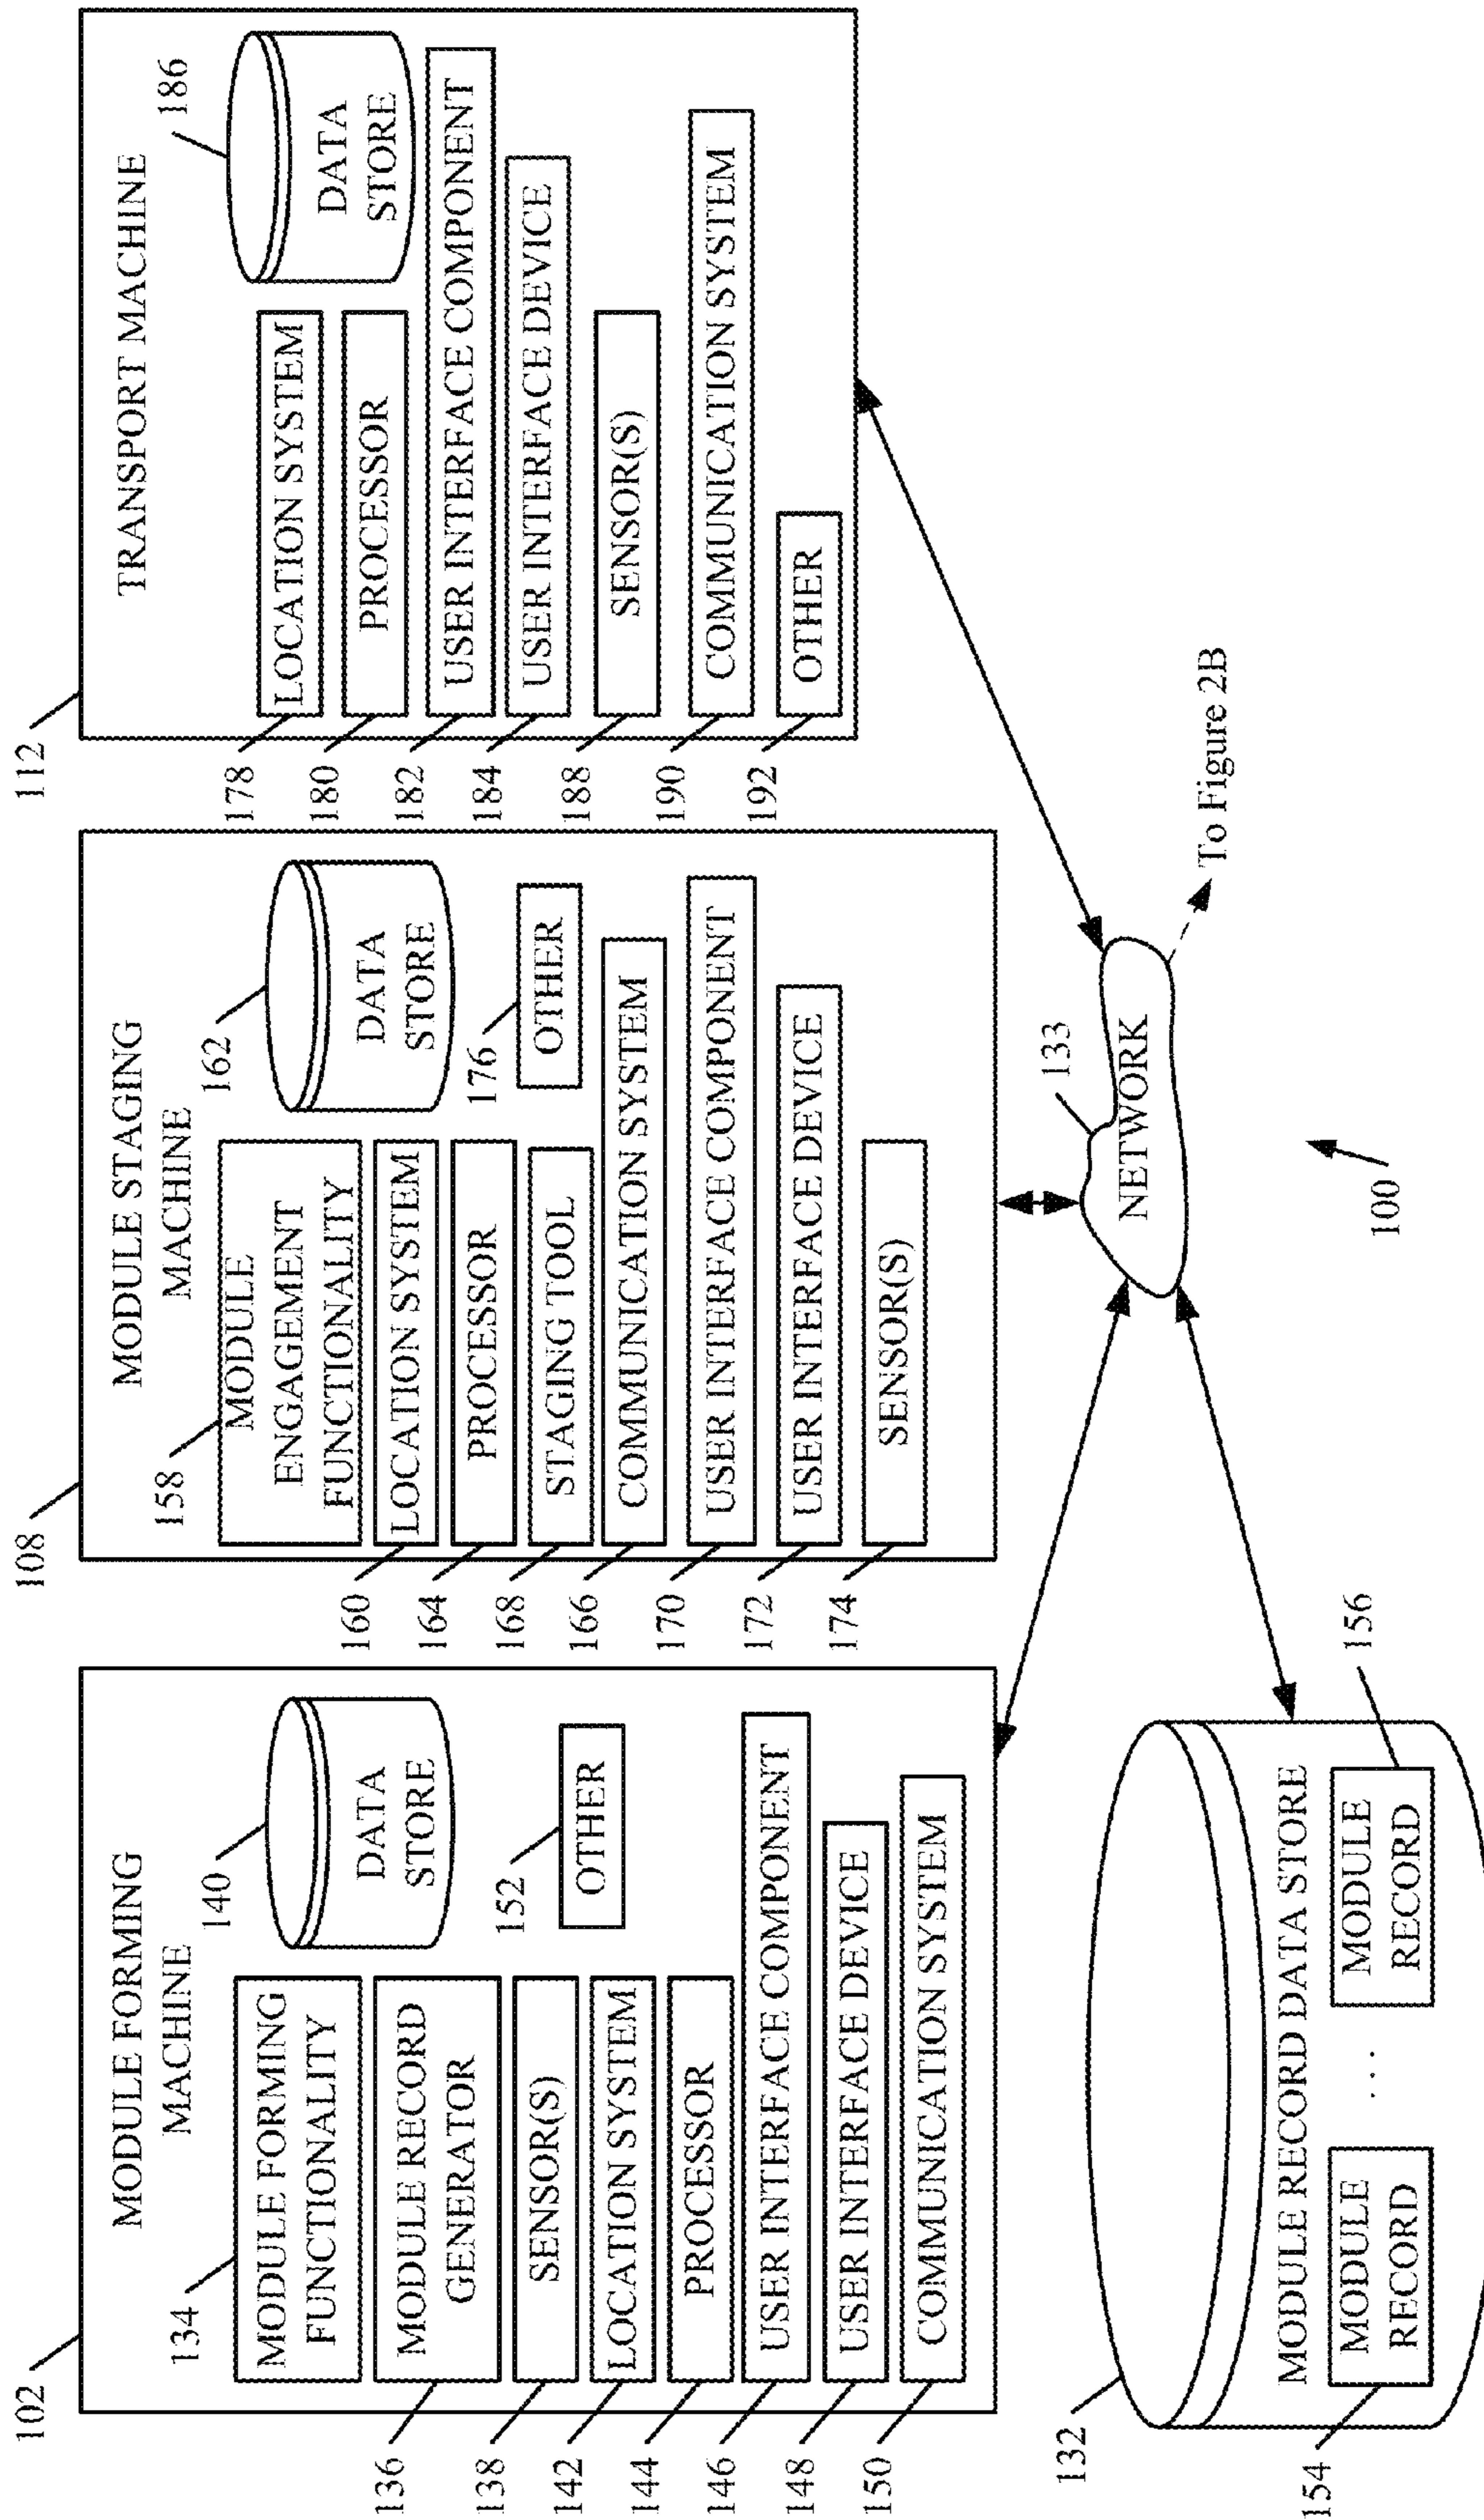 102
MODULE FORMING
MACHINE
134
MODULE FORMING
FUNCTIONALITY
140
DATA
STORE
136
MODULE RECORD
GENERATOR
138
SENSOR(S)
152
OTHER
142
LOCATION SYSTEM
144
PROCESSOR
146
USER INTERFACE COMPONENT
148
USER INTERFACE DEVICE
150
COMMUNICATION SYSTEM
108
MODULE STAGING
MACHINE
158
MODULE
ENGAGEMENT
FUNCTIONALITY
162
DATA
STORE
160
LOCATION SYSTEM
164
PROCESSOR
176
OTHER
168
STAGING TOOL
166
COMMUNICATION SYSTEM
170
USER INTERFACE COMPONENT
172
USER INTERFACE DEVICE
174
SENSOR(S)
112
TRANSPORT MACHINE
186
DATA
STORE
178
LOCATION SYSTEM
180
PROCESSOR
182
USER INTERFACE COMPONENT
184
USER INTERFACE DEVICE
188
SENSOR(S)
190
COMMUNICATION SYSTEM
192
OTHER
132
MODULE RECORD DATA STORE
154
MODULE
RECORD
. . .
MODULE
RECORD
156
133
NETWORK
To Figure 2B
100